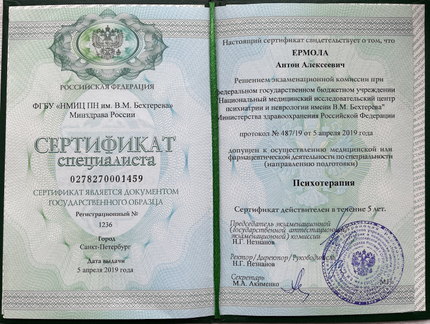 РОССИЙСКАЯ ФЕДЕРАЦИЯ
ФГБУ «НМИЦ ПН им. В.М. Бехтерева»
Минздрава России
СЕРТИФИКАТ
специалиста
0278270001459
СЕРТИФИКАТ ЯВЛЯЕТСЯ ДОКУМЕНТОМ
ГОСУДАРСТВЕННОГО ОБРАЗЦА
Регистрационный №
1236
Город
Санкт-Петербург
Дата выдачи
5 апреля 2019 года
Настоящий сертификат свидетельствует о том, что
ЕРМОЛА
Антон Алексеевич
Решением экзаменационной комиссии при
федеральном государственном бюджетном учреждении
"Национальный медицинский исследовательский центр
психиатрии и неврологии имени В.М. Бехтерева"
Министерства здравоохранения Российской Федерации
протокол № 487/19 от 5 апреля 2019 года
допущен к осуществлению медицинской или
фармацевтической деятельности по специальности
(направлению подготовки)
Психотерапия
Сертификат действителен в течение 5 лет.
Председатель экзаменационной
(государственной аттестационной,
экзаменационной) комиссии
Н.Г. Незнанов
Ректор/Директор/Руководитель
Н.Г. Незнанов
Секретарь
М.А. Акименко
М.П.